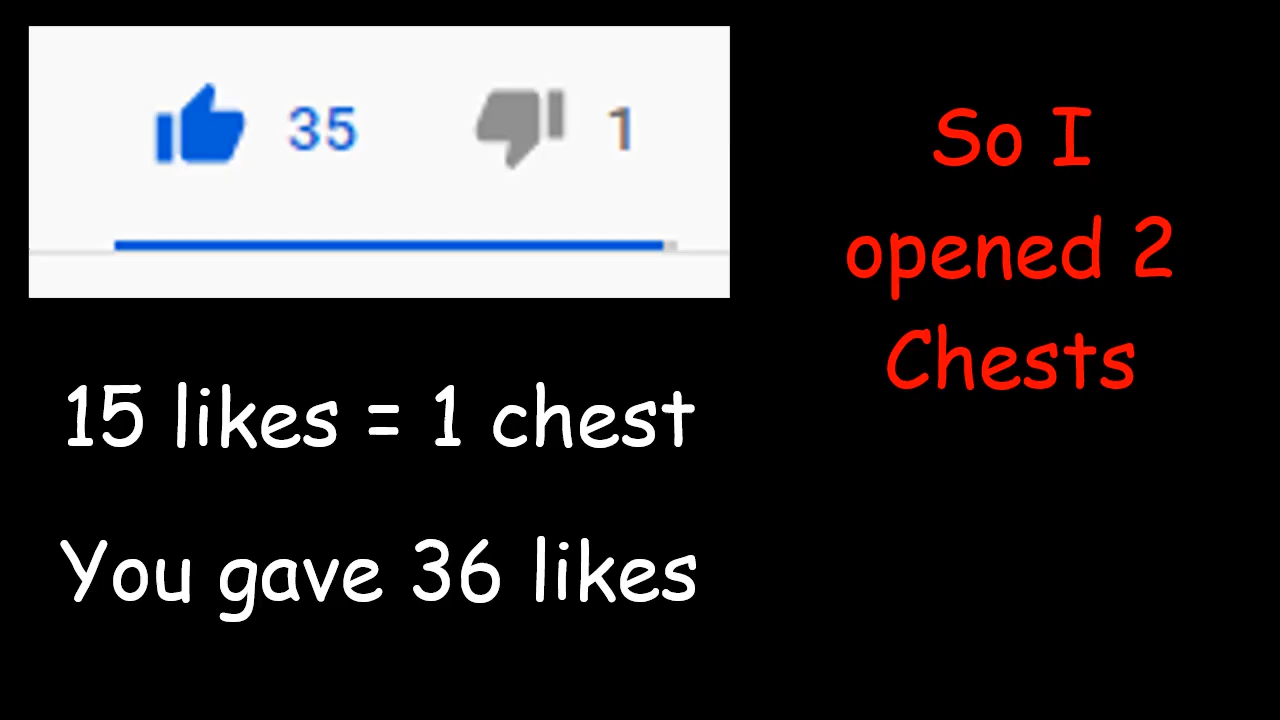 35 1
15 likes = 1 chest
You gave 36 likes
So I
opened 2
Chests